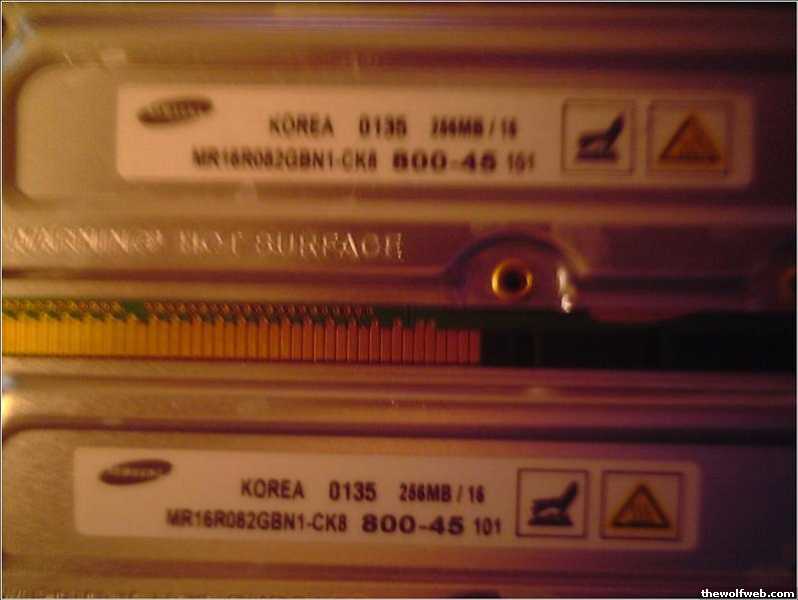 SAMSUNG
KOREA 0135 256MB / 16
MR16R082GBN1-CK8 800-45 101
WARNING! HOT SURFACE
SAMSUNG
KOREA 0135 256MB / 16
MR16R082GBN1-CK8 800-45 101
thewolfweb.com